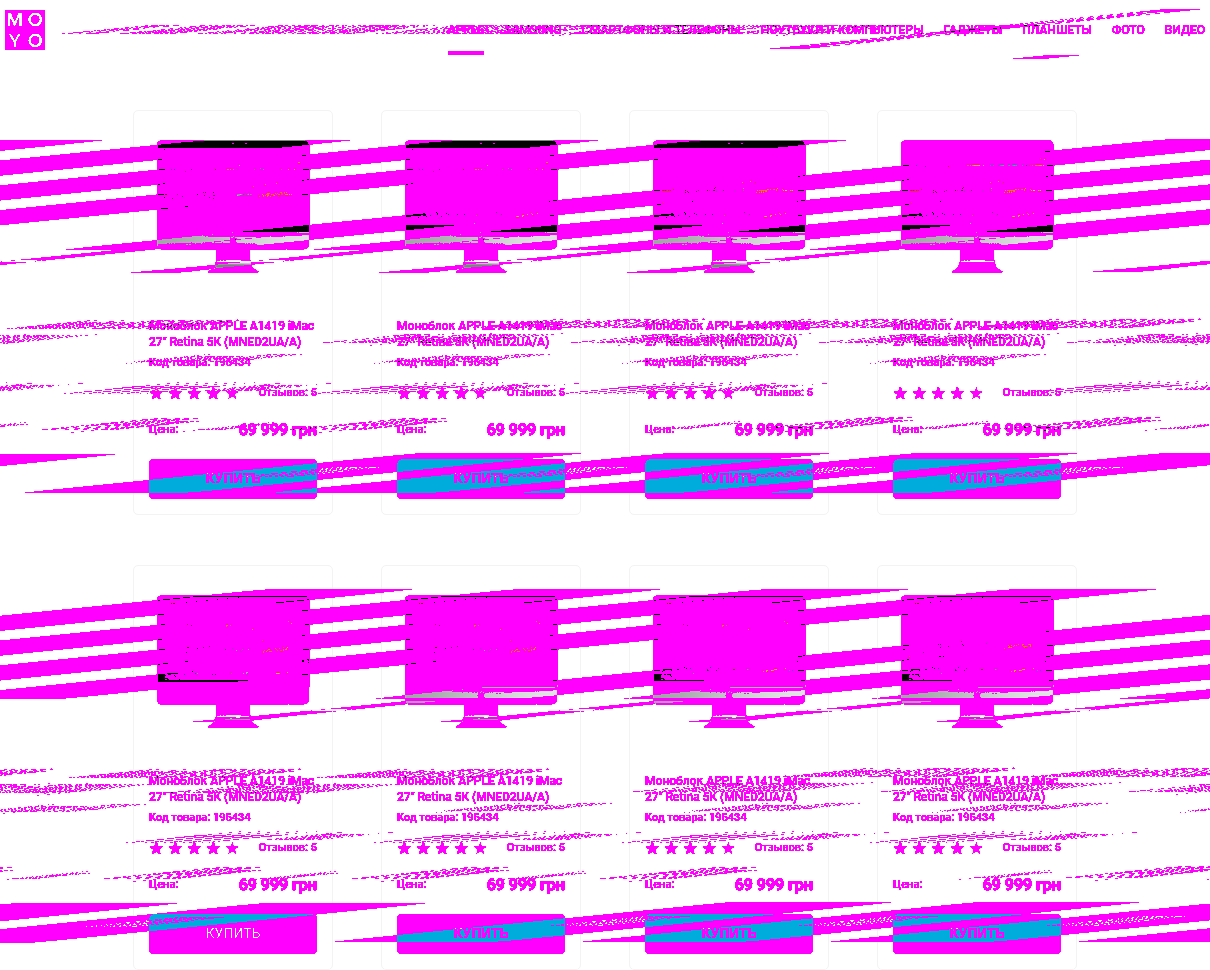 MO
YO
APPLE SAMSUNG СМАРТФОНЫ И ТЕЛЕФОНЫ НОУТБУКИ И КОМПЬЮТЕРЫ ГАДЖЕТЫ ПЛАНШЕТЫ ФОТО ВИДЕО
Моноблок APPLE A1419 iMac
27" Retina 5K (MNED2UA/A)
Код товара: 196434
Отзывов: 5
Цена: 69 999 грн
КУПИТЬ
Моноблок APPLE A1419 iMac
27" Retina 5K (MNED2UA/A)
Код товара: 196434
Отзывов: 5
Цена: 69 999 грн
КУПИТЬ
Моноблок APPLE A1419 iMac
27" Retina 5K (MNED2UA/A)
Код товара: 196434
Отзывов: 5
Цена: 69 999 грн
КУПИТЬ
Моноблок APPLE A1419 iMac
27" Retina 5K (MNED2UA/A)
Код товара: 196434
Отзывов: 5
Цена: 69 999 грн
КУПИТЬ
Моноблок APPLE A1419 iMac
27" Retina 5K (MNED2UA/A)
Код товара: 196434
Отзывов: 5
Цена: 69 999 грн
КУПИТЬ
Моноблок APPLE A1419 iMac
27" Retina 5K (MNED2UA/A)
Код товара: 196434
Отзывов: 5
Цена: 69 999 грн
КУПИТЬ
Моноблок APPLE A1419 iMac
27" Retina 5K (MNED2UA/A)
Код товара: 196434
Отзывов: 5
Цена: 69 999 грн
КУПИТЬ
Моноблок APPLE A1419 iMac
27" Retina 5K (MNED2UA/A)
Код товара: 196434
Отзывов: 5
Цена: 69 999 грн
КУПИТЬ